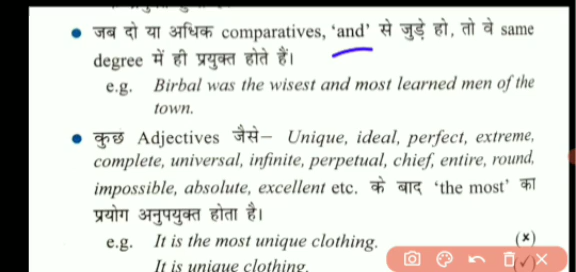 • जब दो या अधिक comparatives, ‘and’ से जुड़े हो, तो वे same
degree में ही प्रयुक्त होते हैं।
e.g. Birbal was the wisest and most learned men of the
town.
• कुछ Adjectives जैसे– Unique, ideal, perfect, extreme,
complete, universal, infinite, perpetual, chief, entire, round,
impossible, absolute, excellent etc. के बाद ‘the most’ का
प्रयोग अनुपयुक्त होता है।
e.g. It is the most unique clothing. (×)
It is unique clothing. (✓)